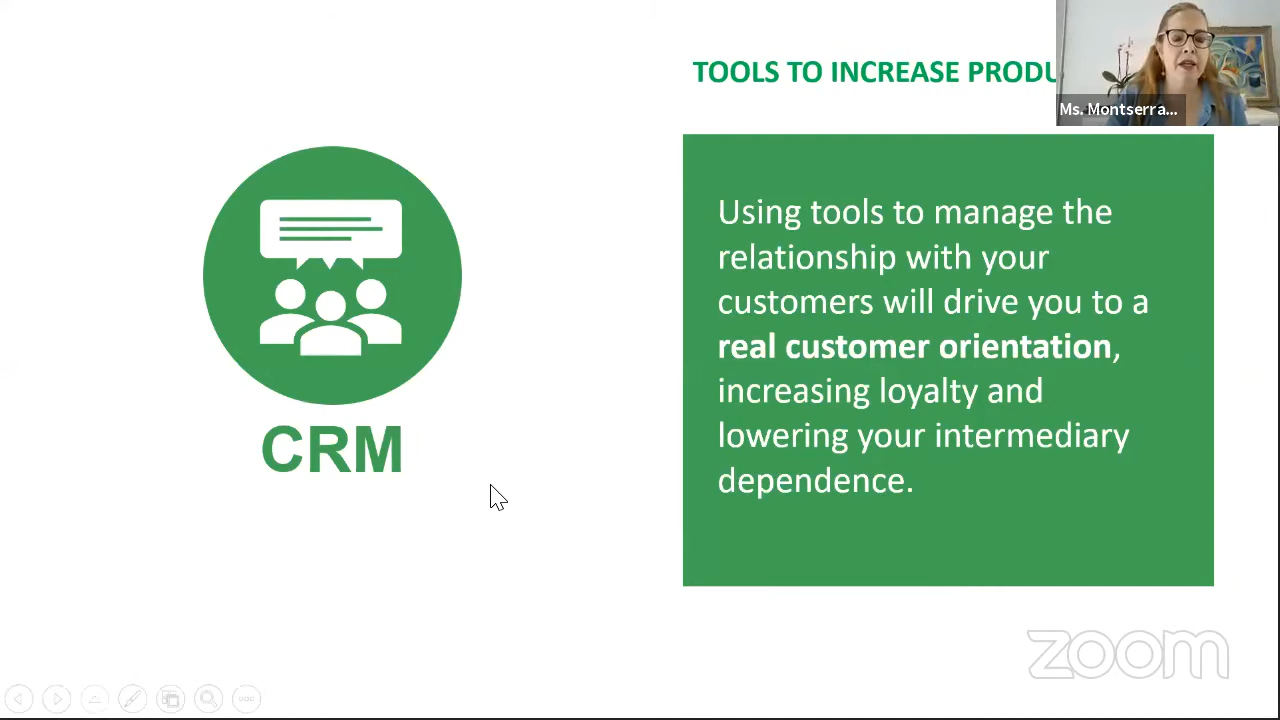 TOOLS TO INCREASE PRODU
Ms. Montserra...
Using tools to manage the
relationship with your
customers will drive you to a
real customer orientation,
increasing loyalty and
lowering your intermediary
dependence.
CRM
zoom